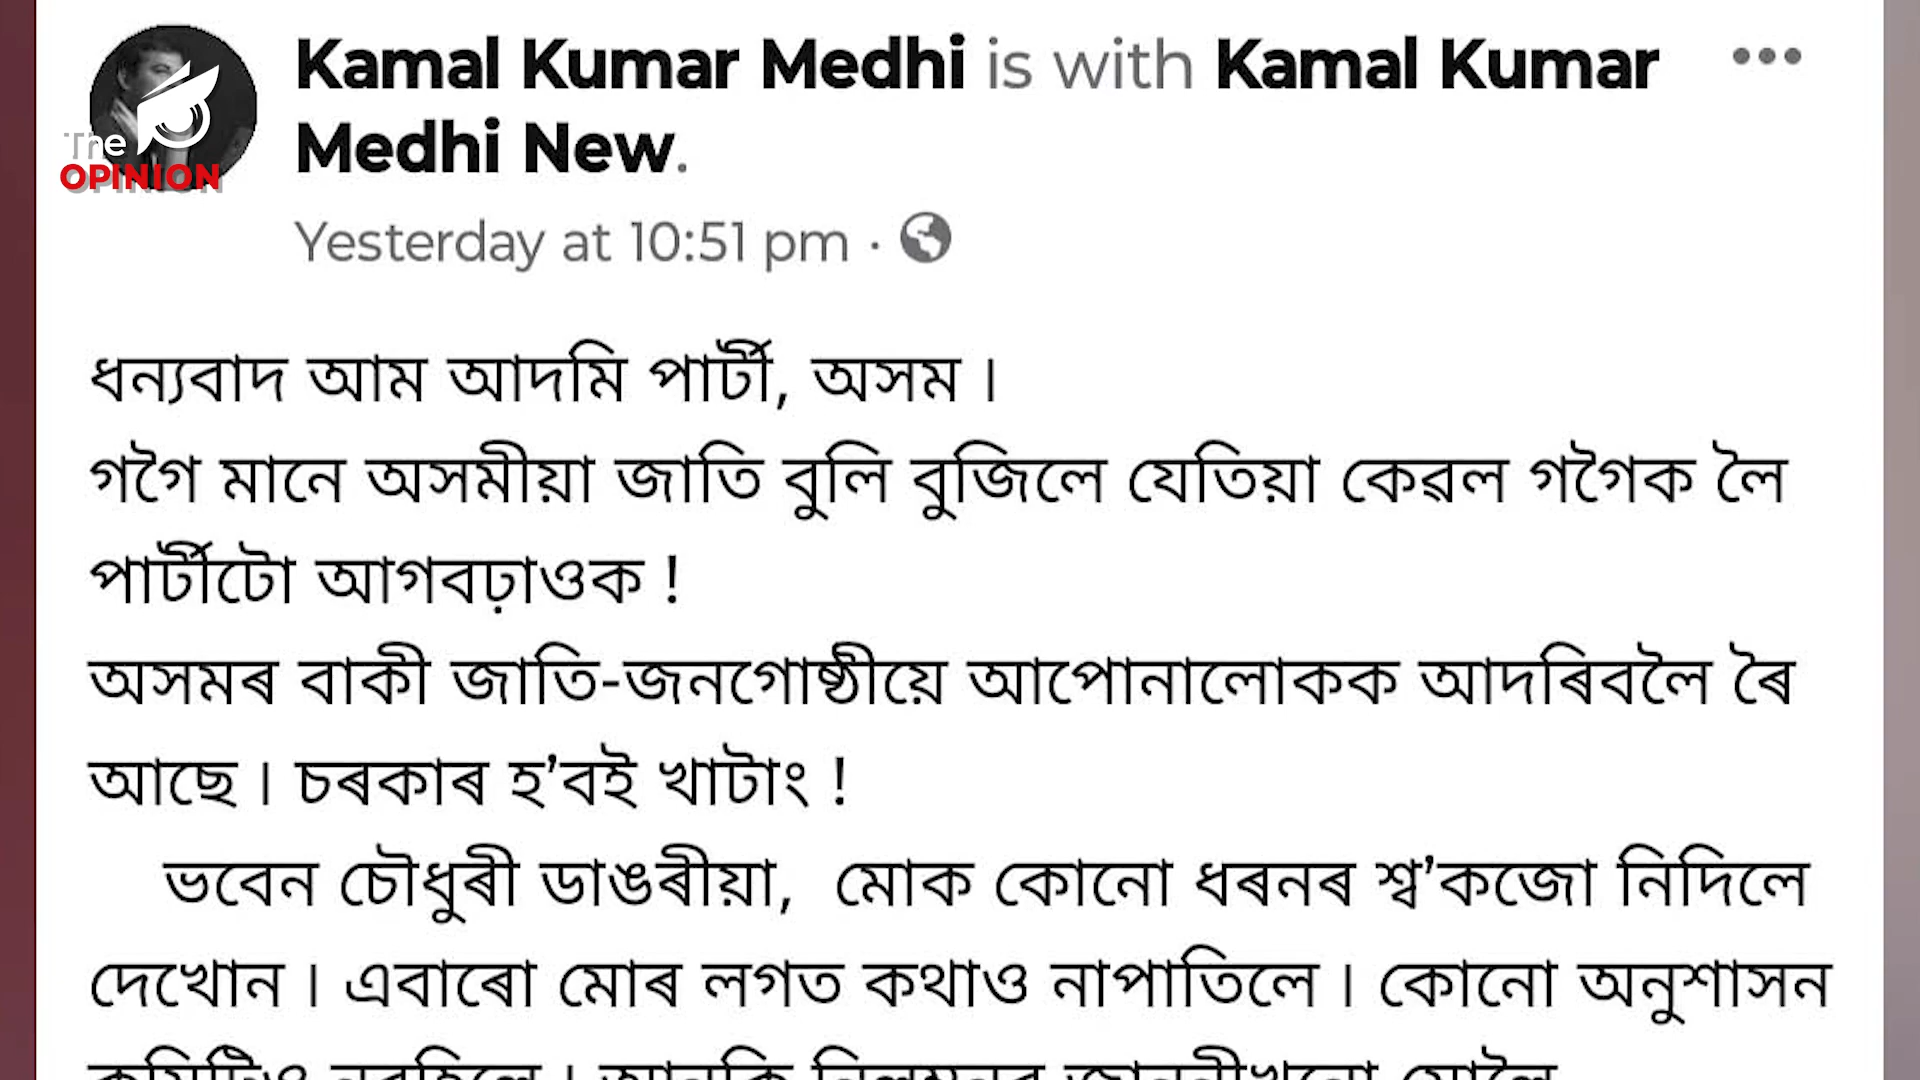 Kamal Kumar Medhi is with Kamal Kumar
Medhi New.
The
OPINION
Yesterday at 10:51 pm ·
ধন্যবাদ আম আদমি পাৰ্টী, অসম ।
গগৈ মানে অসমীয়া জাতি বুলি বুজিলে যেতিয়া কেৱল গগৈক লৈ
পাৰ্টীটো আগবঢ়াওক !
অসমৰ বাকী জাতি-জনগোষ্ঠীয়ে আপোনালোকক আদৰিবলৈ ৰৈ
আছে । চৰকাৰ হ’বই খাটাং !
ভবেন চৌধুৰী ডাঙৰীয়া, মোক কোনো ধৰনৰ শ্ব’কজো নিদিলে
দেখোন । এবাৰো মোৰ লগত কথাও নাপাতিলে । কোনো অনুশাসন